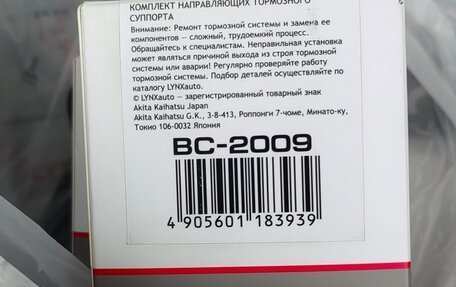 КОМПЛЕКТ НАПРАВЛЯЮЩИХ ТОРМОЗНОГО
СУППОРТА
Внимание: Ремонт тормозной системы и замена ее
компонентов – сложный, трудоемкий процесс.
Обращайтесь к специалистам. Неправильная установка
может являться причиной выхода из строя тормозной
системы или аварии! Регулярно проверяйте работу
тормозной системы. Подбор деталей осуществляйте по
каталогу LYNXauto.
© LYNXauto – зарегистрированный товарный знак
Akita Kaihatsu Japan
Akita Kaihatsu G.K., 3-8-413, Роппонги 7-чоме, Минато-ку,
Токио 106-0032 Япония
BC-2009
4 905601 183939